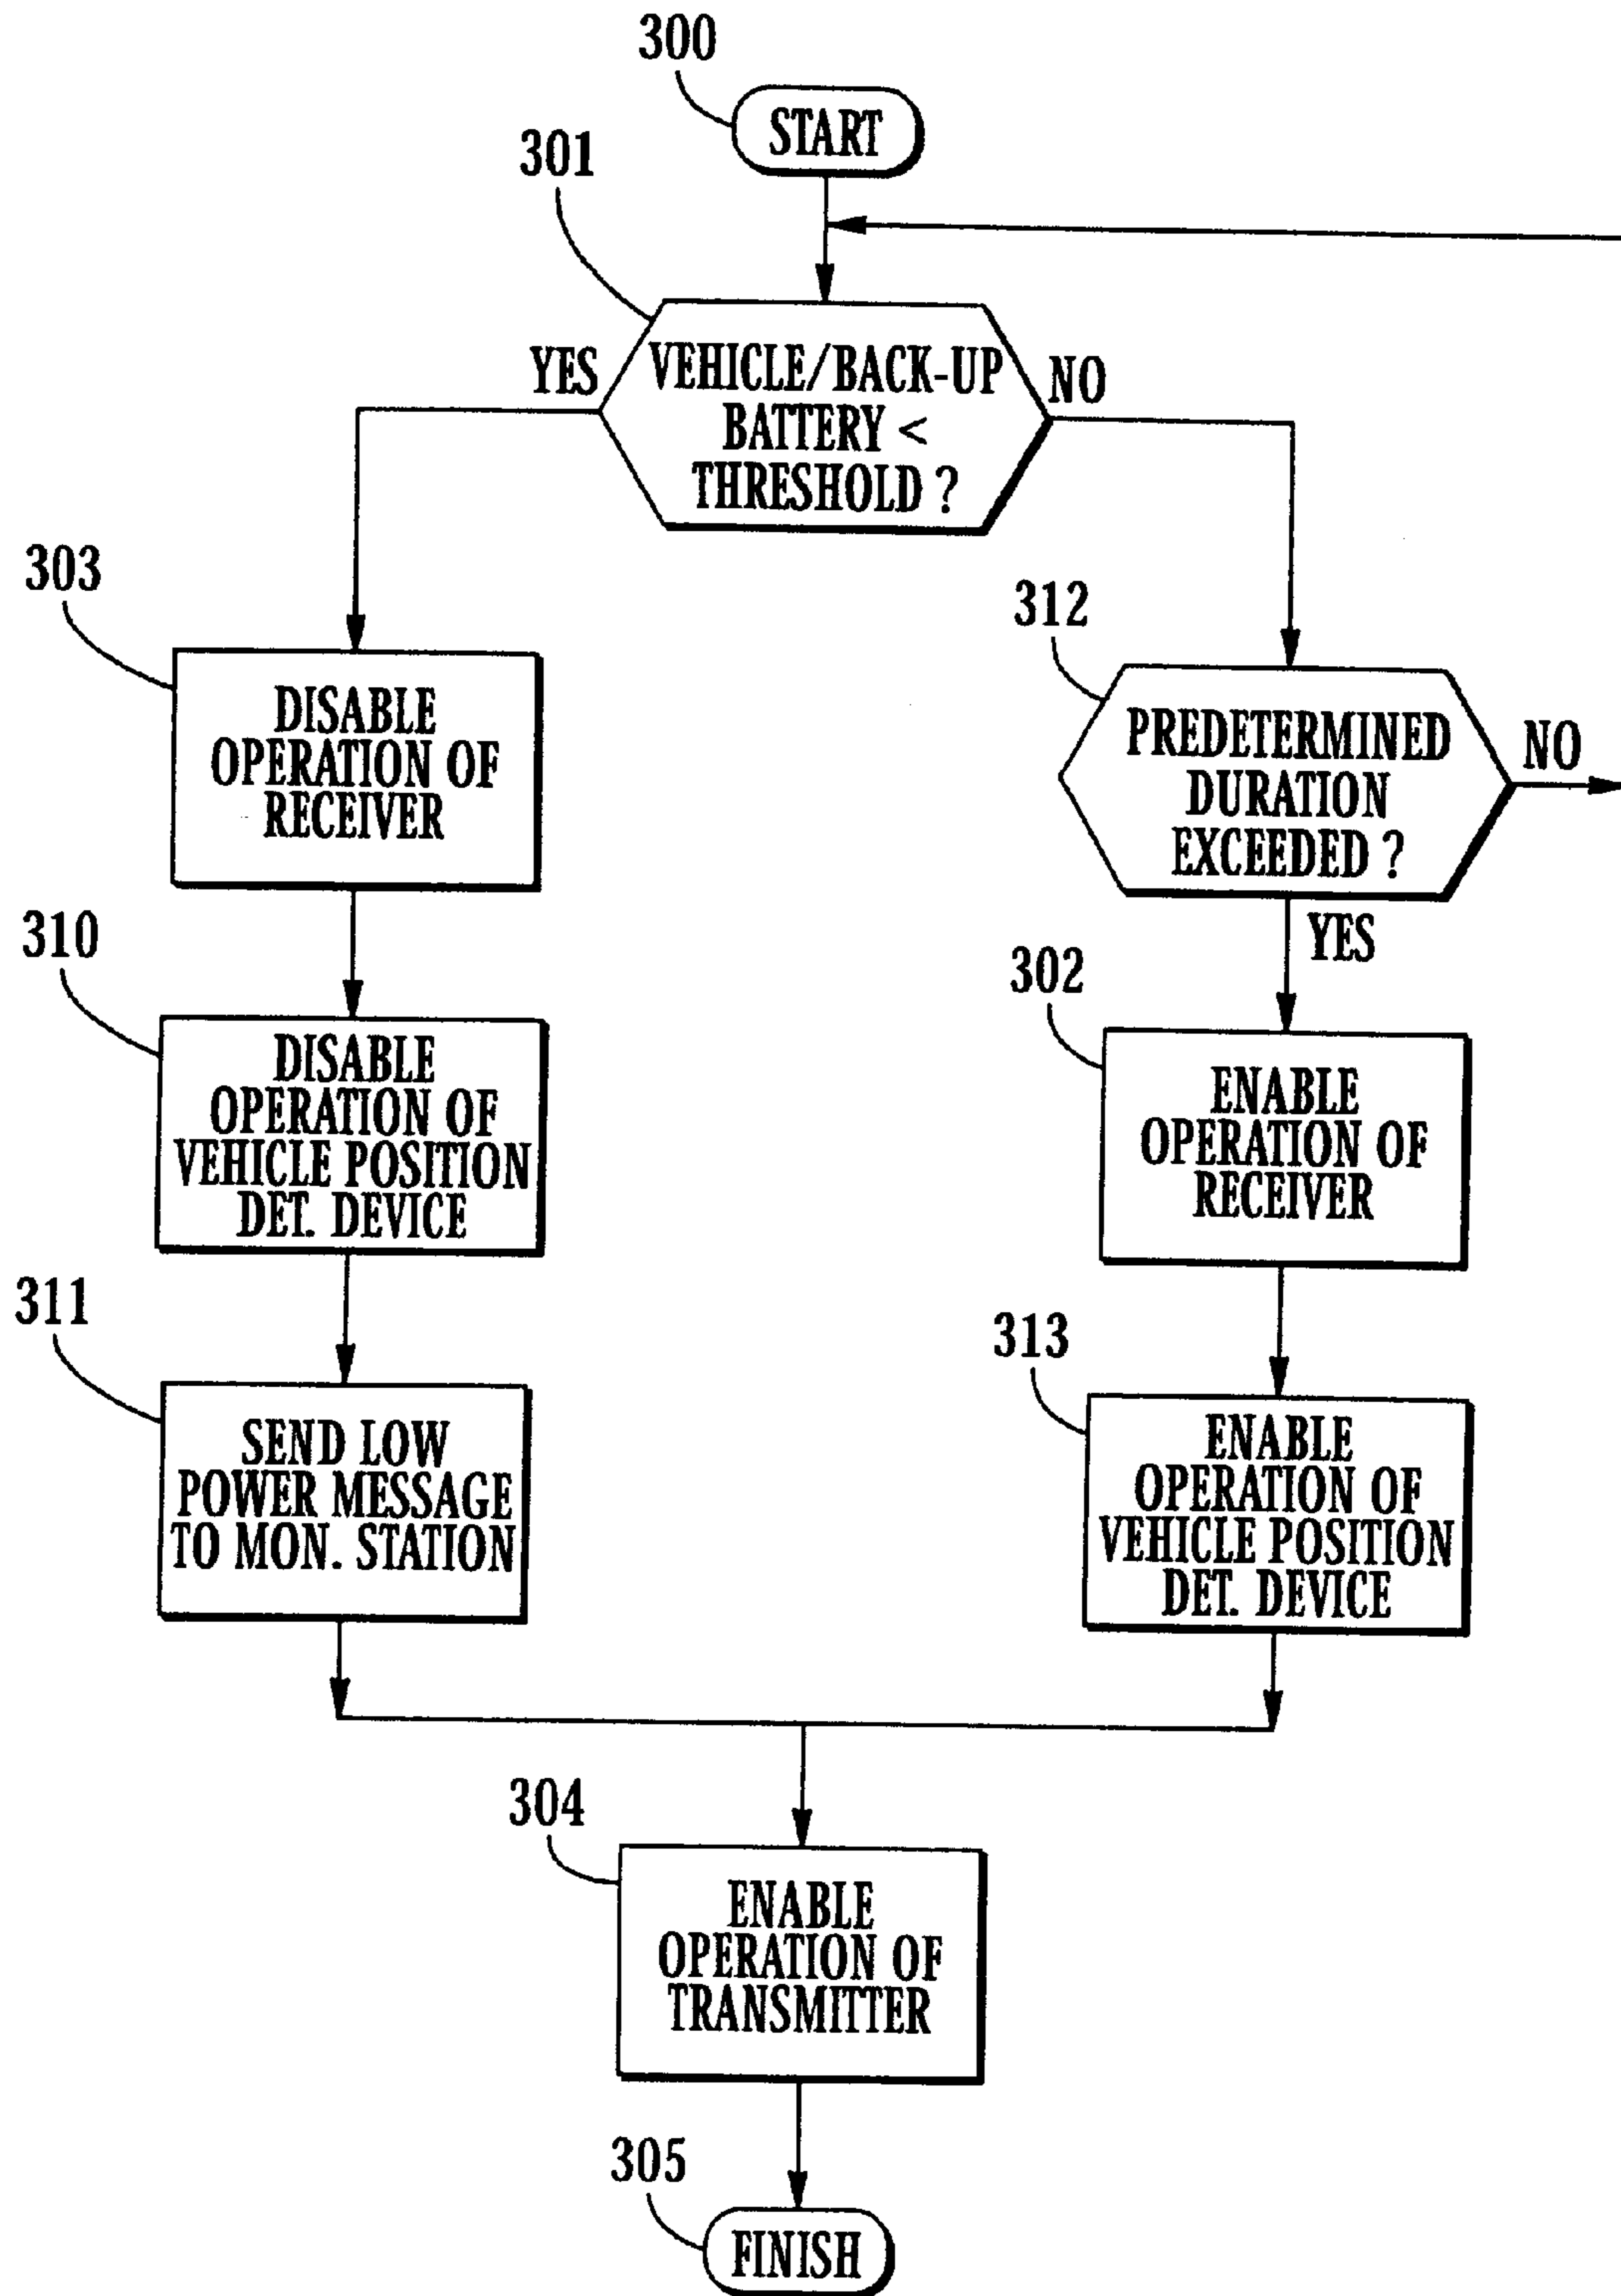 300
START
301
YES
VEHICLE/BACK-UP
BATTERY <
THRESHOLD ?
NO
303
DISABLE
OPERATION OF
RECEIVER
312
PREDETERMINED
DURATION
EXCEEDED ?
NO
YES
310
DISABLE
OPERATION OF
VEHICLE POSITION
DET. DEVICE
302
ENABLE
OPERATION OF
RECEIVER
311
SEND LOW
POWER MESSAGE
TO MON. STATION
313
ENABLE
OPERATION OF
VEHICLE POSITION
DET. DEVICE
304
ENABLE
OPERATION OF
TRANSMITTER
305
FINISH